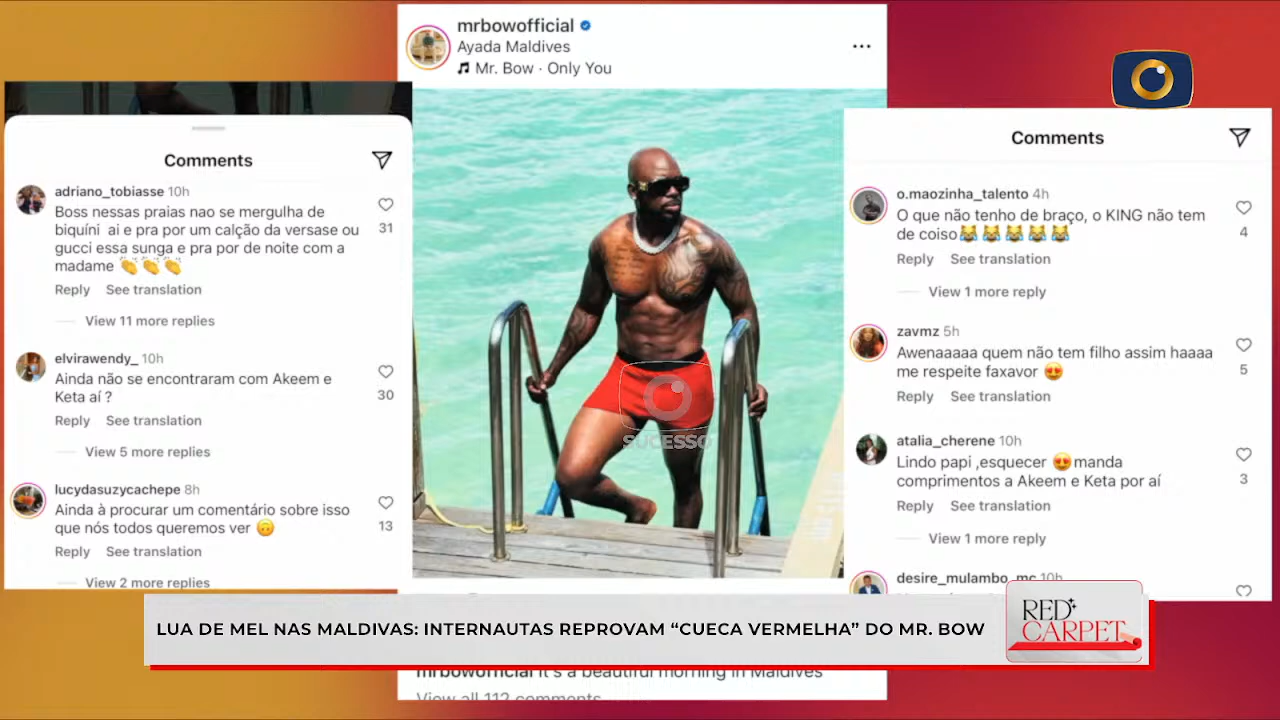 mrbowofficial
Ayada Maldives
Mr. Bow · Only You
Comments
adriano_tobiasse 10h
Boss nessas praias nao se mergulha de
biquíni ai e pra por um calção da versase ou
gucci essa sunga e pra por de noite com a
madame 👏👏👏
31
Reply See translation
View 11 more replies
elvirawendy_ 10h
Ainda não se encontraram com Akeem e
Keta aí ?
30
Reply See translation
View 5 more replies
lucydasuzycachepe 8h
Ainda à procurar um comentário sobre isso
que nós todos queremos ver 🙃
13
Reply See translation
View 2 more replies
SUCESSO
Comments
o.maozinha_talento 4h
O que não tenho de braço, o KING não tem
de coiso😹😹😹😹😹
4
Reply See translation
View 1 more reply
zavmz 5h
Awenaaaaa quem não tem filho assim haaaa
me respeite faxavor 😍
5
Reply See translation
atalia_cherene 10h
Lindo papi ,esquecer 😍manda
comprimentos a Akeem e Keta por aí
3
Reply See translation
View 1 more reply
desire_mulambo_mc 10h
LUA DE MEL NAS MALDIVAS: INTERNAUTAS REPROVAM “CUECA VERMELHA” DO MR. BOW
RED
CARPET
mrbowofficial It's a beautiful morning in Maldives
View all 112 comments